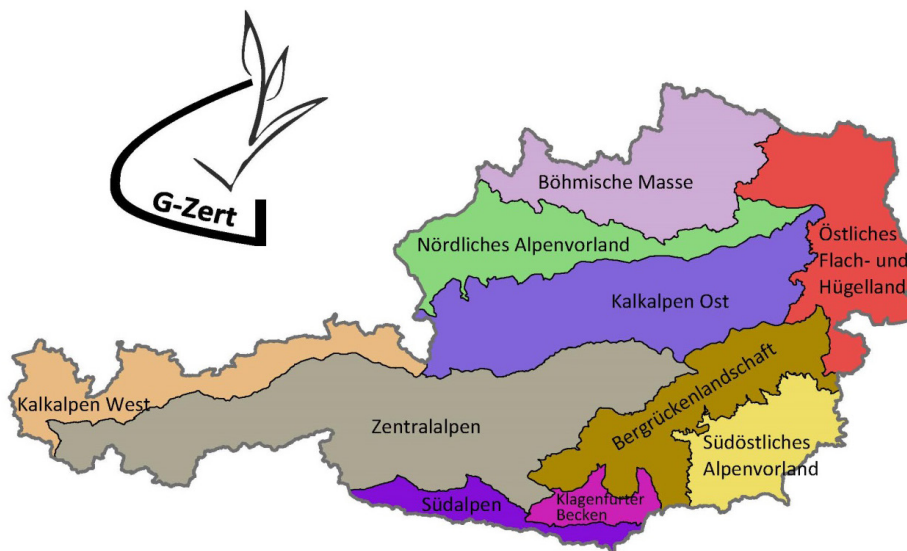 G-Zert
Böhmische Masse
Nördliches Alpenvorland
Östliches
Flach- und
Hügelland
Kalkalpen Ost
Kalkalpen West
Zentralalpen
Bergrückenlandschaft
Südöstliches
Alpenvorland
Südalpen
Klagenfurter
Becken